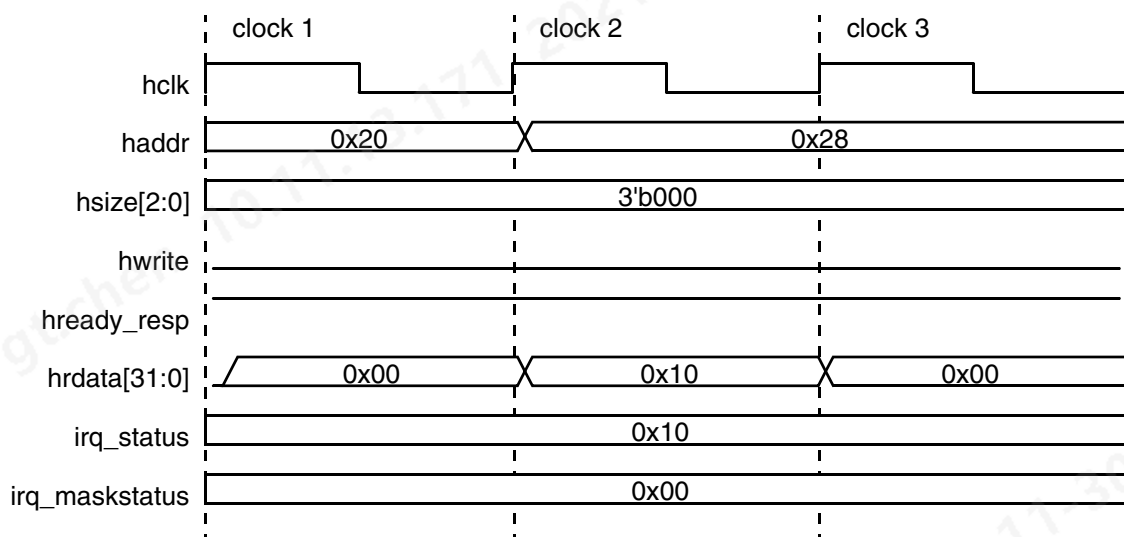 clock 1 clock 2 clock 3
hclk
haddr 0x20 0x28
hsize[2:0] 3'b000
hwrite
hready_resp
hrdata[31:0] 0x00 0x10 0x00
irq_status 0x10
irq_maskstatus 0x00